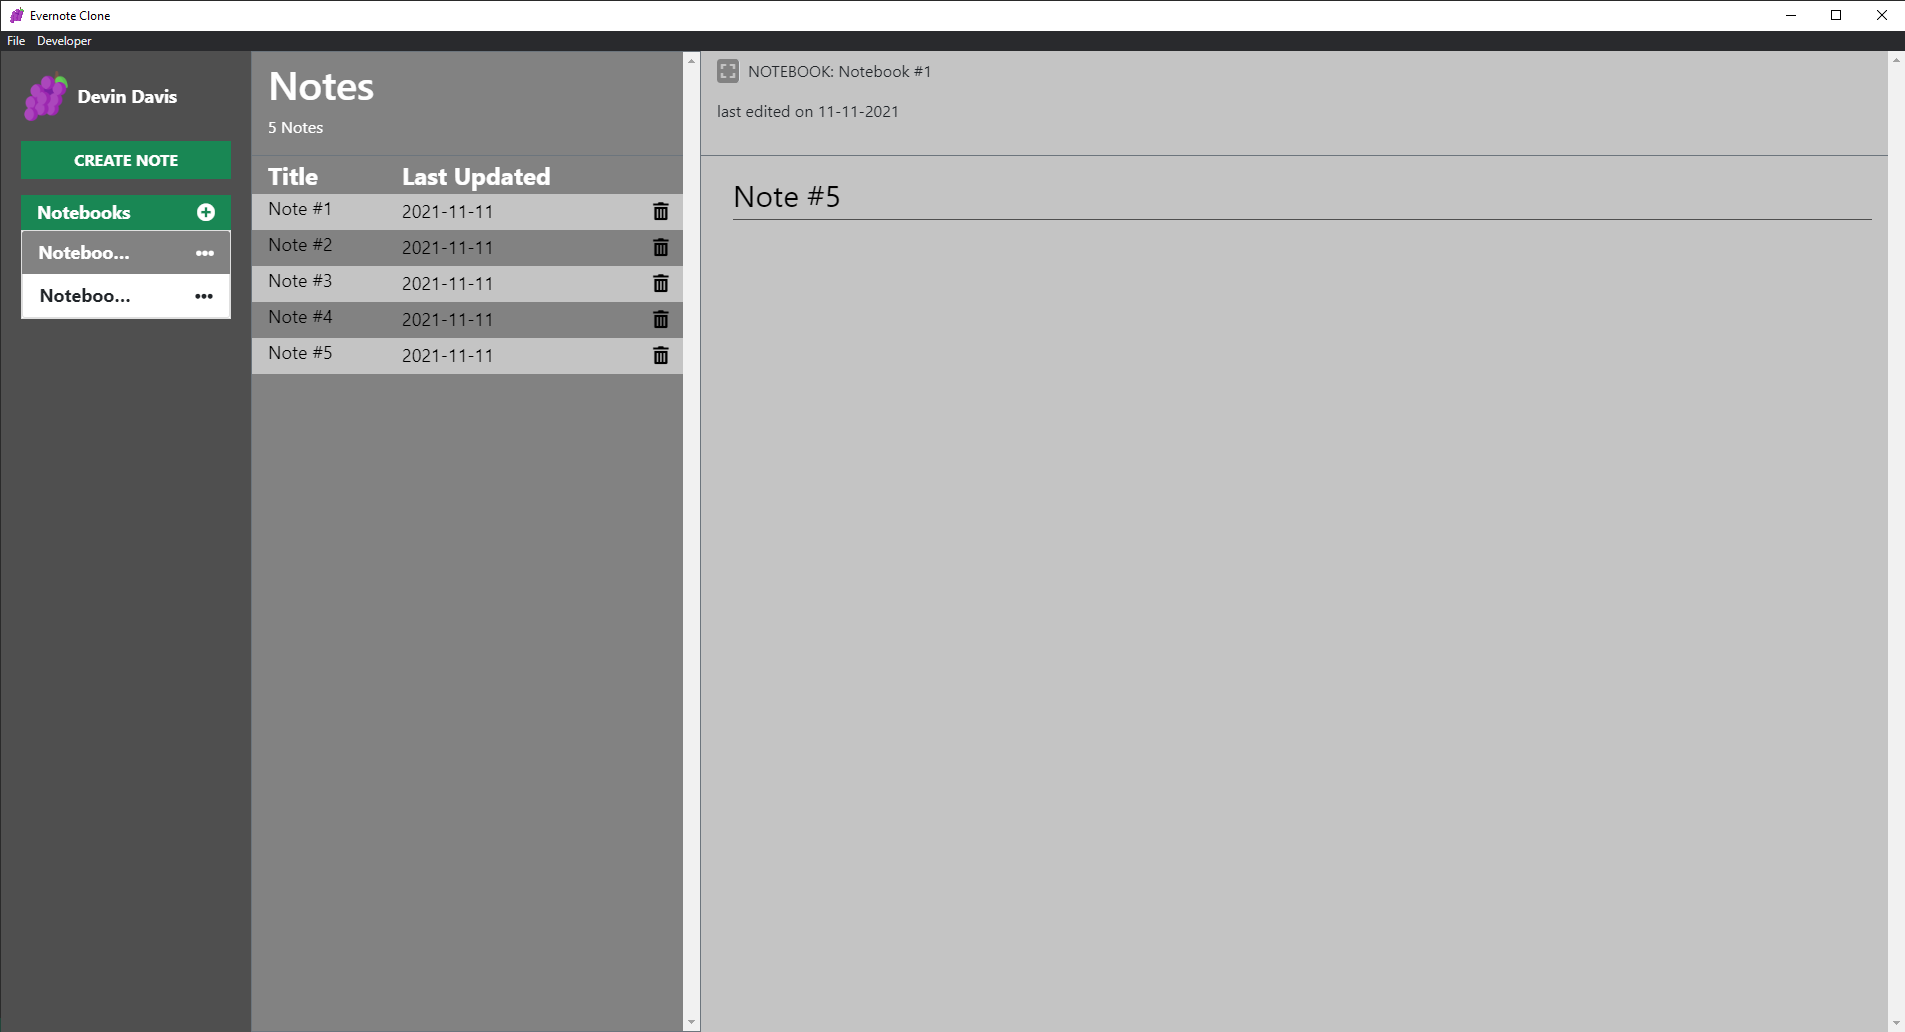 Evernote Clone
File Developer
Devin Davis
CREATE NOTE
Notebooks
Noteboo...
Noteboo...
Notes
5 Notes
Title Last Updated
Note #1 2021-11-11
Note #2 2021-11-11
Note #3 2021-11-11
Note #4 2021-11-11
Note #5 2021-11-11
NOTEBOOK: Notebook #1
last edited on 11-11-2021
Note #5